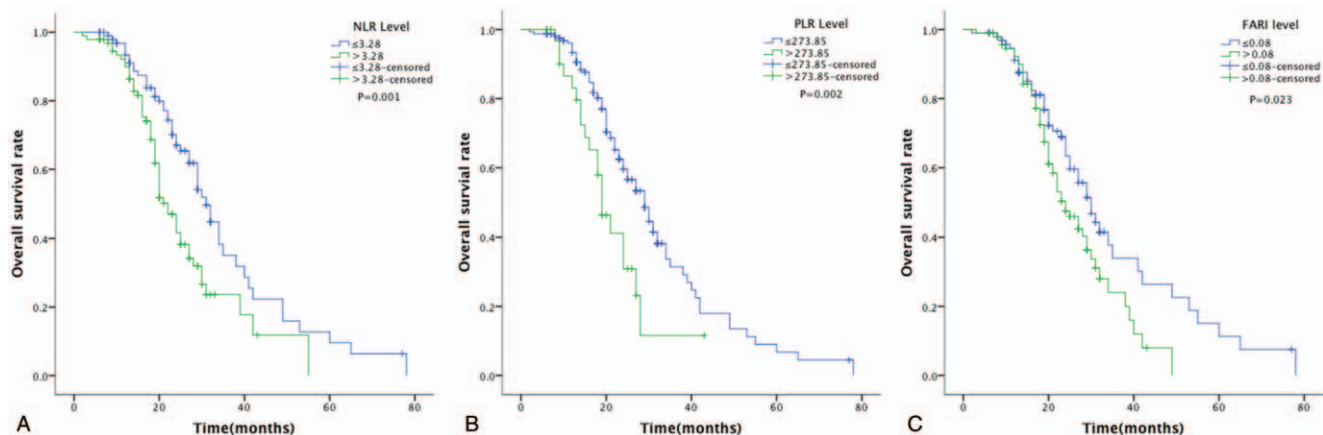 A
NLR Level
≤3.28
>3.28
≤3.28-censored
>3.28-censored
P=0.001
Overall survival rate
1.0
0.8
0.6
0.4
0.2
0.0
0 20 40 60 80
Time(months)
B
PLR Level
≤273.85
>273.85
≤273.85-censored
>273.85-censored
P=0.002
Overall survival rate
1.0
0.8
0.6
0.4
0.2
0.0
0 20 40 60 80
Time(months)
C
FARI level
≤0.08
>0.08
≤0.08-censored
>0.08-censored
P=0.023
Overall survival rate
1.0
0.8
0.6
0.4
0.2
0.0
0 20 40 60 80
Time(months)